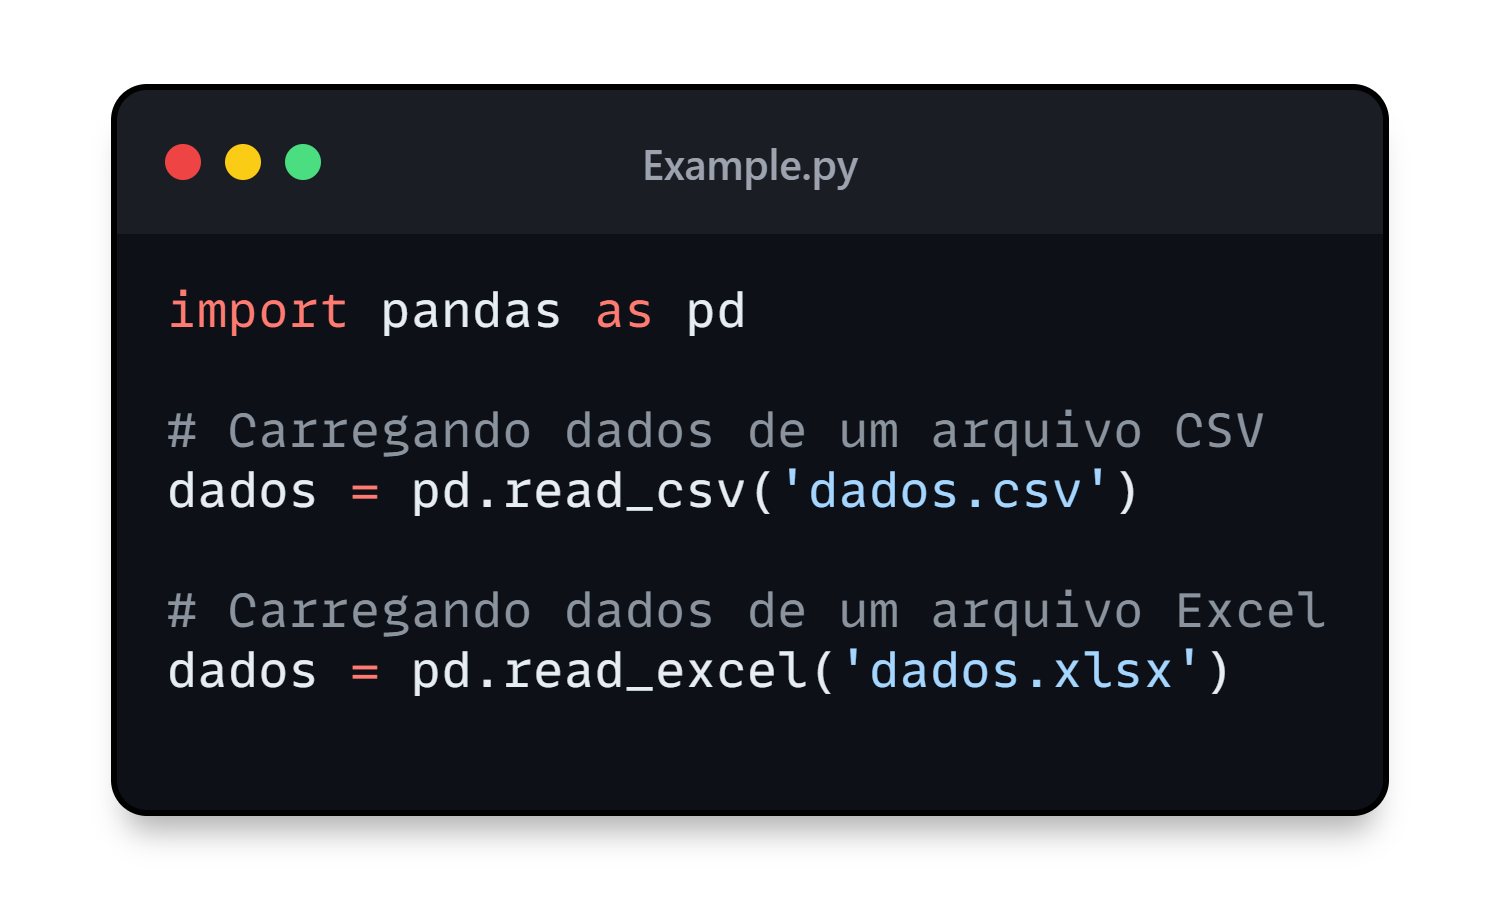 Example.py
import pandas as pd
# Carregando dados de um arquivo CSV
dados = pd.read_csv('dados.csv')
# Carregando dados de um arquivo Excel
dados = pd.read_excel('dados.xlsx')